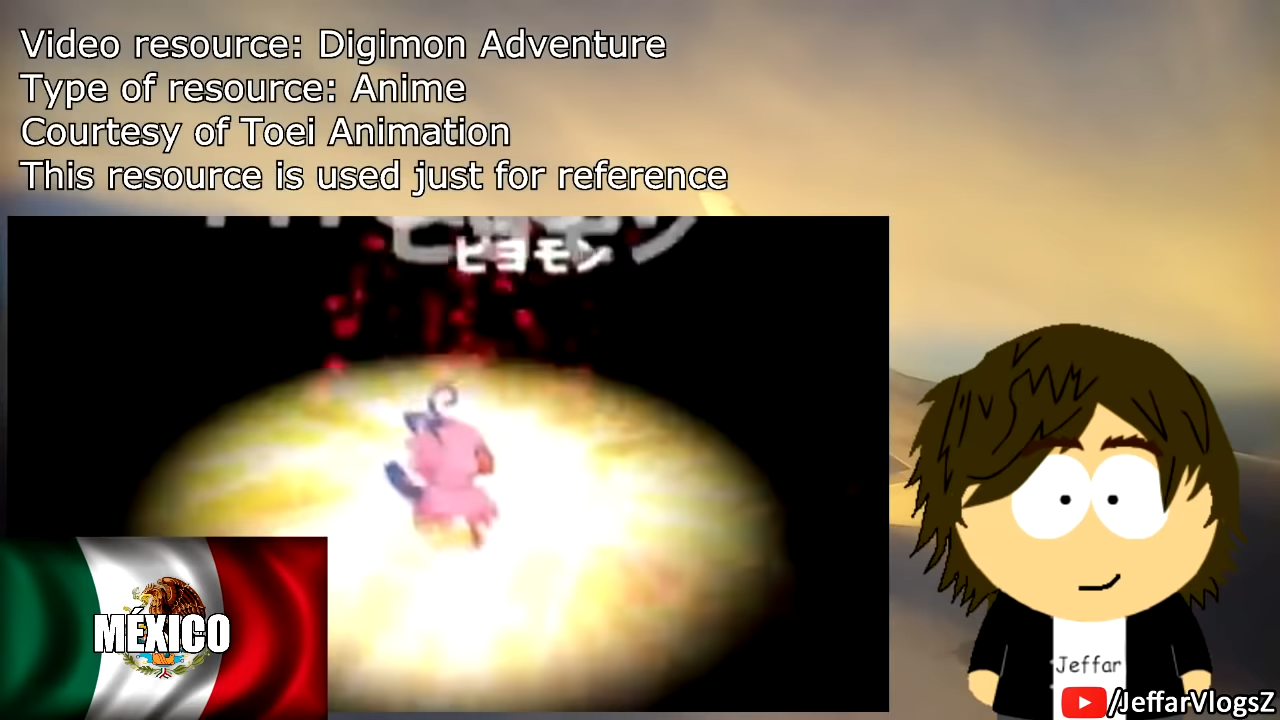 Video resource: Digimon Adventure
Type of resource: Anime
Courtesy of Toei Animation
This resource is used just for reference
ピヨモン
MÉXICO
Jeffar
/JeffarVlogsZ